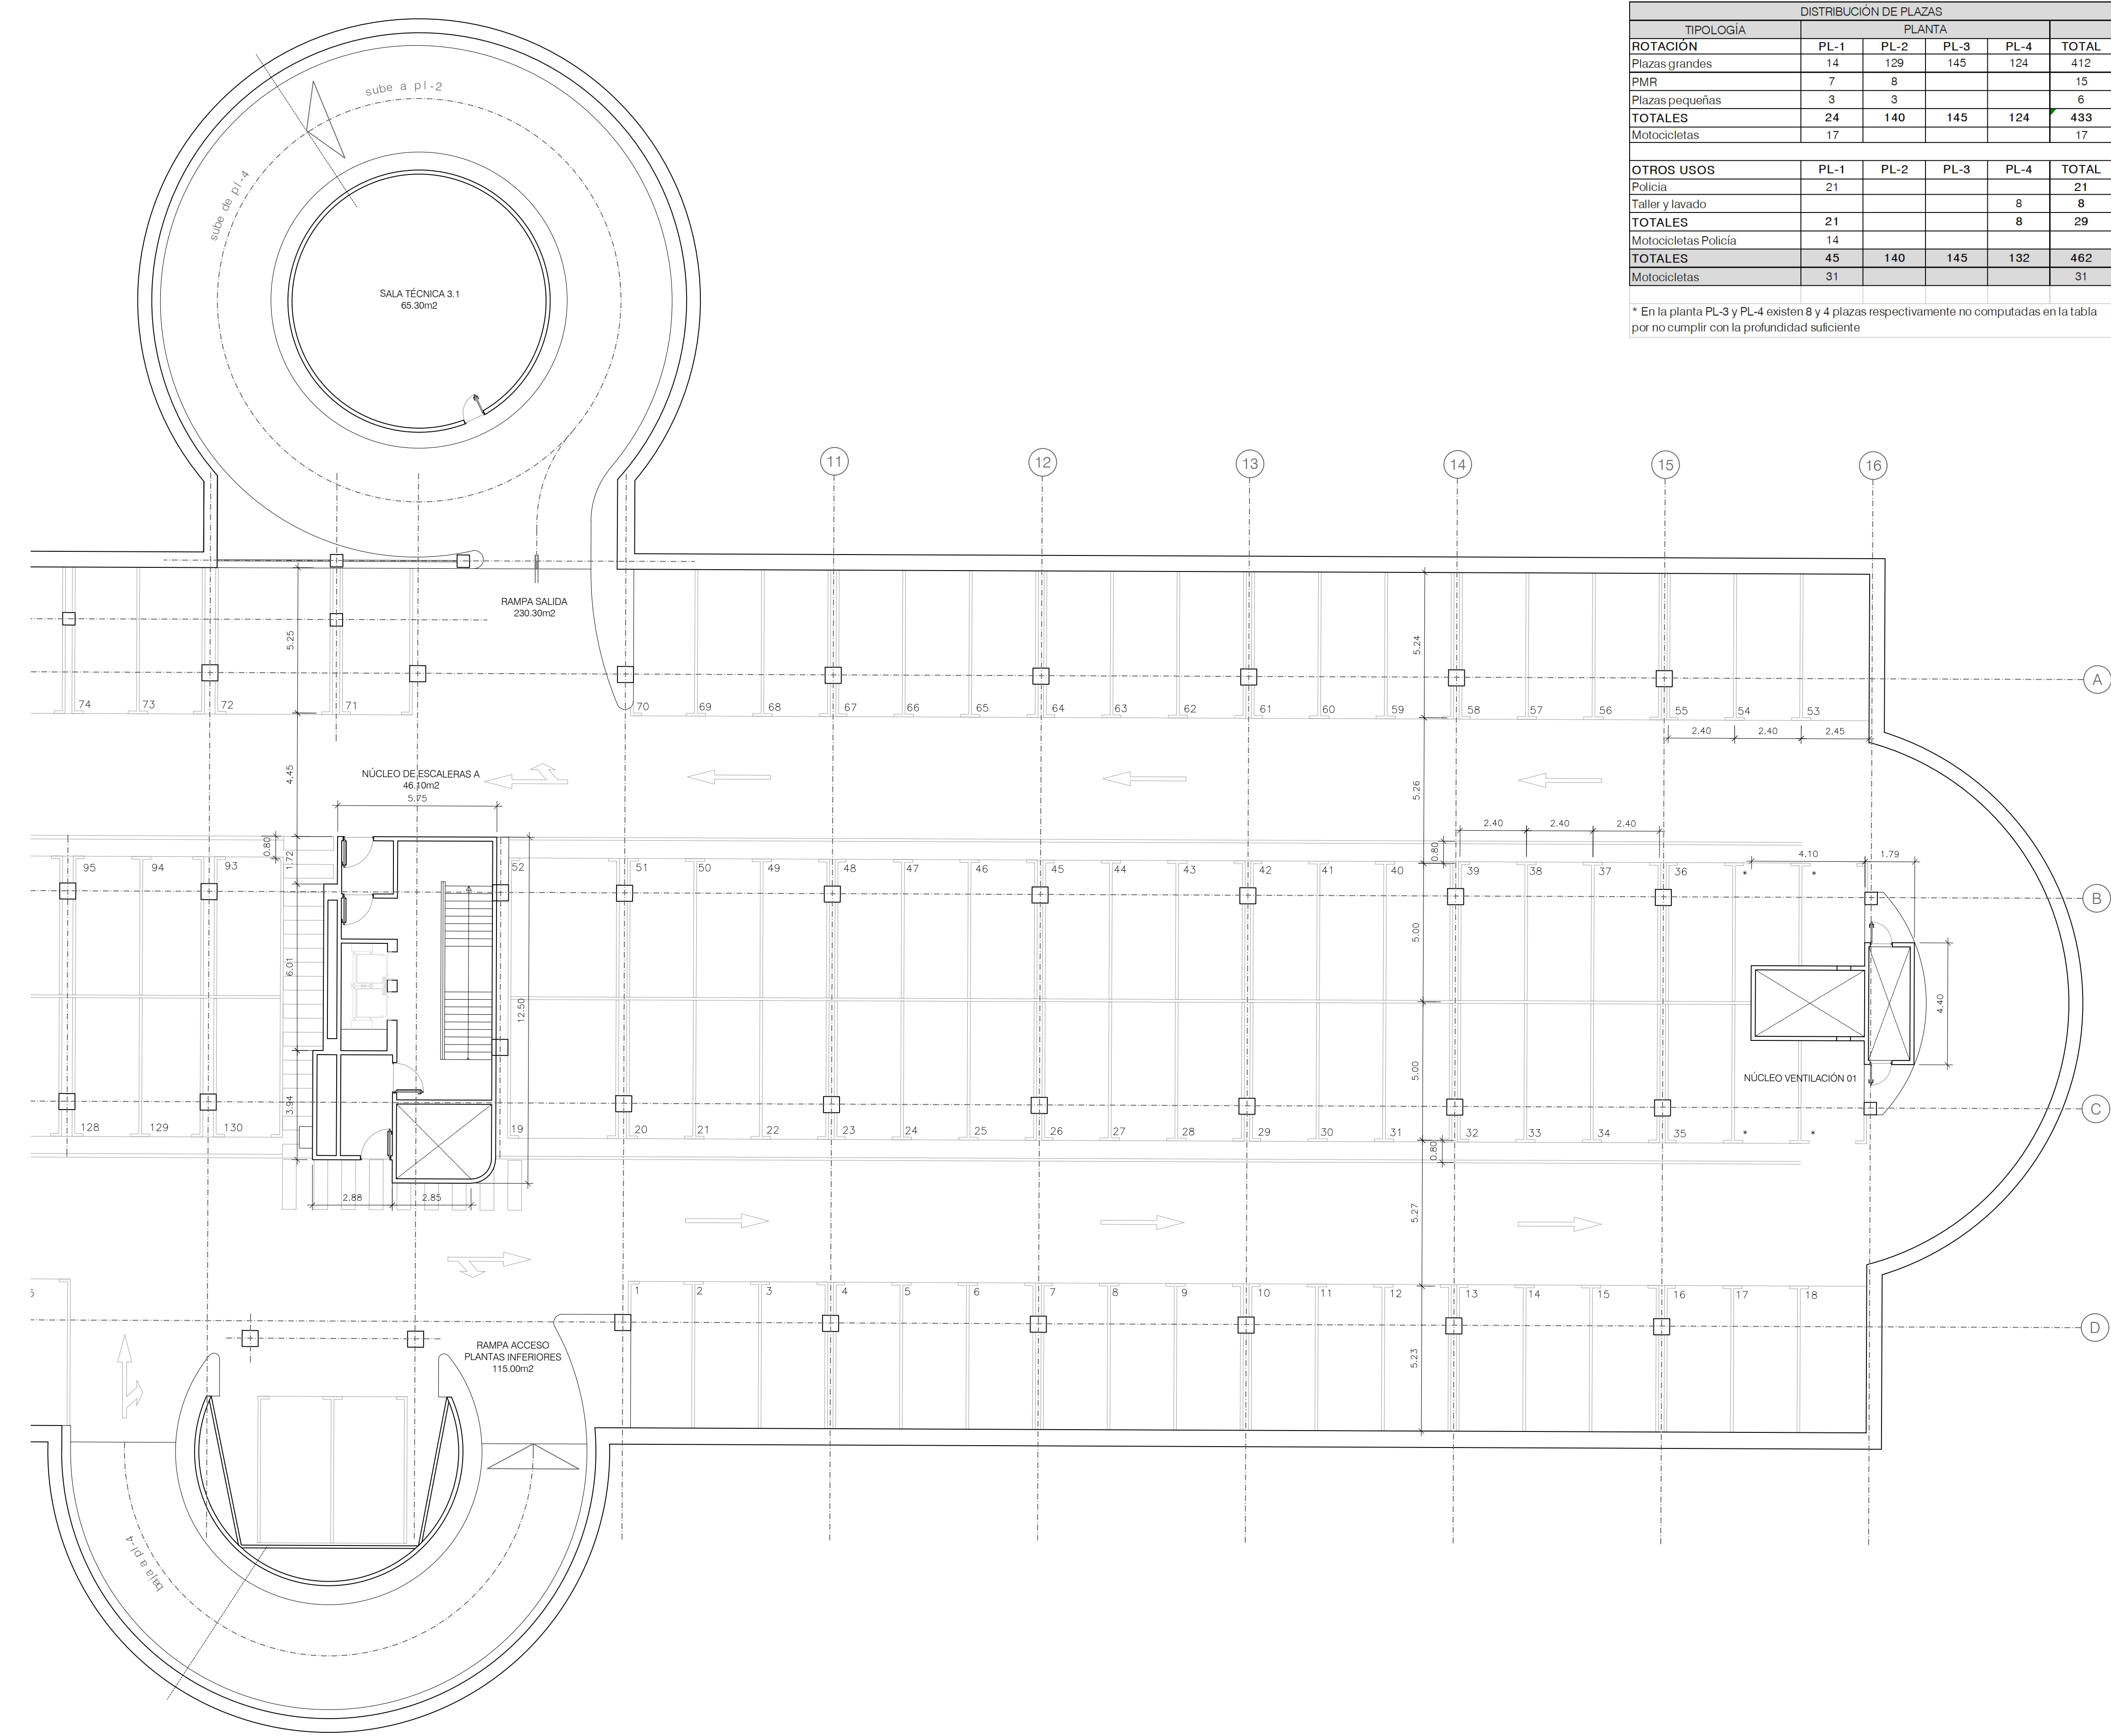 DISTRIBUCIÓN DE PLAZAS
TIPOLOGÍA PLANTA
ROTACIÓN PL-1 PL-2 PL-3 PL-4 TOTAL
Plazas grandes 14 129 145 124 412
PMR 7 8 15
Plazas pequeñas 3 3 6
TOTALES 24 140 145 124 433
Motocicletas 17 17
OTROS USOS PL-1 PL-2 PL-3 PL-4 TOTAL
Policia 21 21
Taller y lavado 8 8
TOTALES 21 8 29
Motocicletas Policía 14
TOTALES 45 140 145 132 462
Motocicletas 31 31
* En la planta PL-3 y PL-4 existen 8 y 4 plazas respectivamente no computadas en la tabla
por no cumplir con la profundidad suficiente
sube a pl-2
sube de pl-4
SALA TÉCNICA 3.1
65.30m2
11 12 13 14 15 16
RAMPA SALIDA
230.30m2
5.25
5.24
A
74 73 72 71 70 69 68 67 66 65 64 63 62 61 60 59 58 57 56 55 54 53
2.40 2.40 2.45
NÚCLEO DE ESCALERAS A
46.10m2
5.75
4.45
5.26
2.40 2.40 2.40
0.80
1.72
0.80
4.10 1.79
95 94 93 52 51 50 49 48 47 46 45 44 43 42 41 40 39 38 37 36 * *
B
5.00
6.01
12.50
4.40
5.00
NÚCLEO VENTILACIÓN 01
3.94
C
128 129 130 19 20 21 22 23 24 25 26 27 28 29 30 31 32 33 34 35 * *
0.80
2.88 2.85
5.27
1 2 3 4 5 6 7 8 9 10 11 12 13 14 15 16 17 18
D
RAMPA ACCESO
PLANTAS INFERIORES
115.00m2
5.23
baja a pl-4